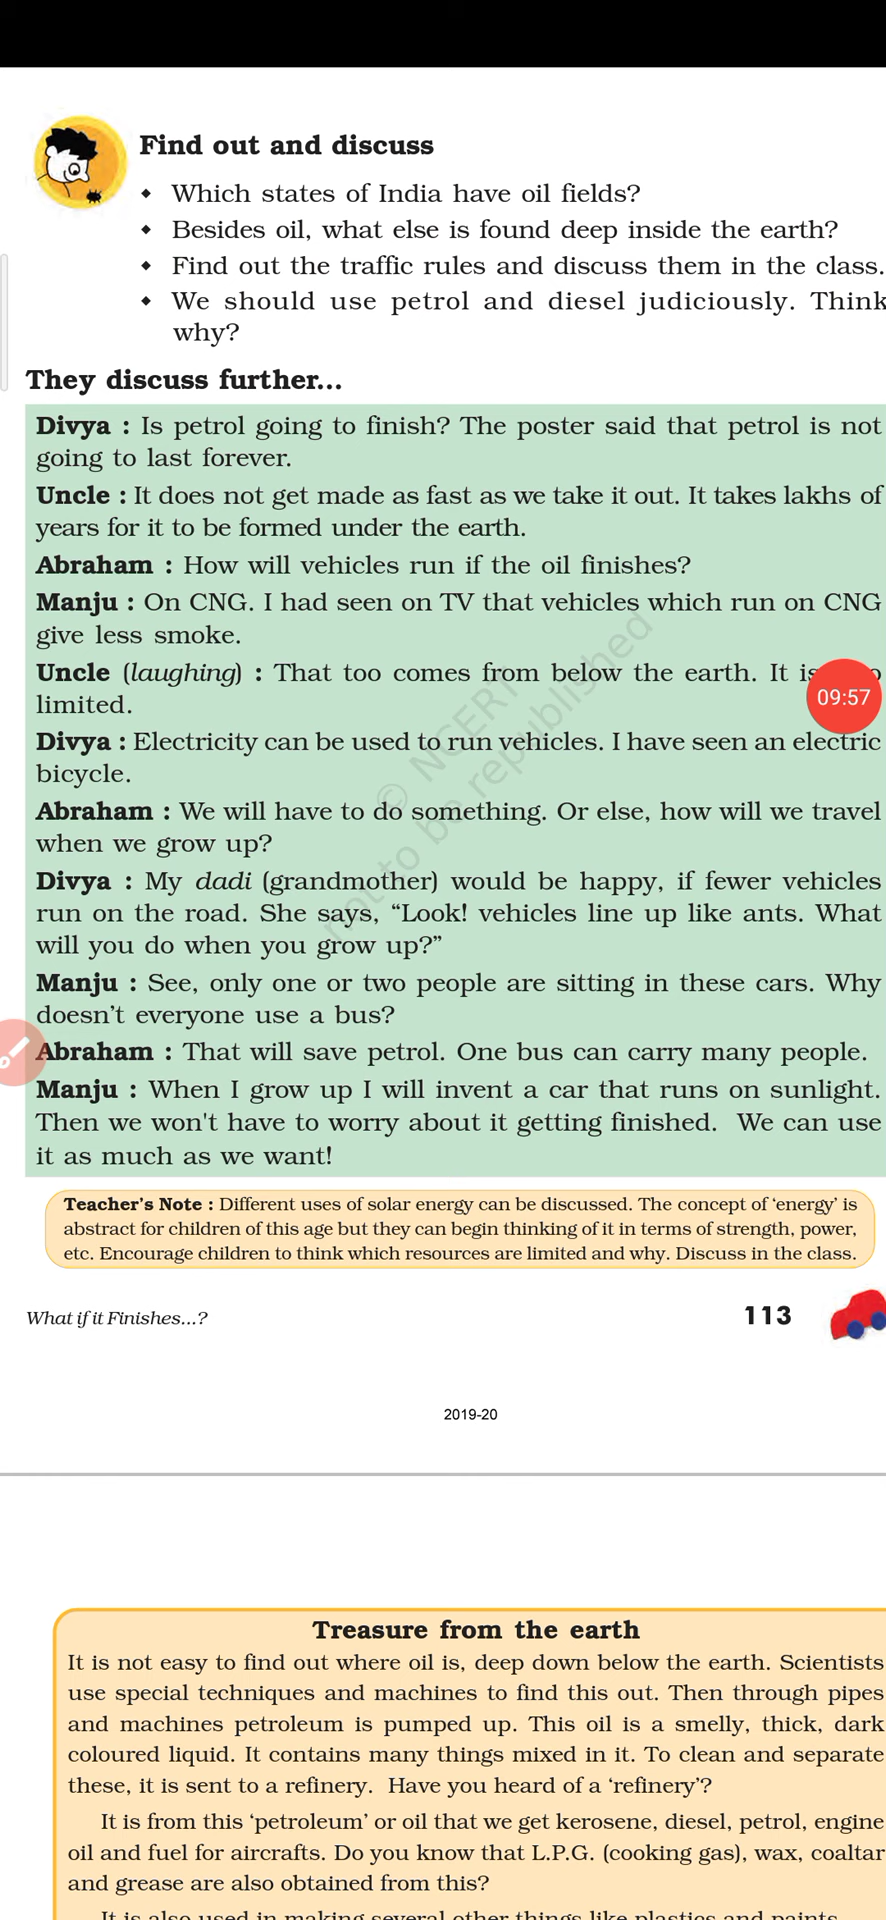 Find out and discuss
◆ Which states of India have oil fields?
◆ Besides oil, what else is found deep inside the earth?
◆ Find out the traffic rules and discuss them in the class.
◆ We should use petrol and diesel judiciously. Think
why?
They discuss further...
Divya : Is petrol going to finish? The poster said that petrol is not
going to last forever.
Uncle : It does not get made as fast as we take it out. It takes lakhs of
years for it to be formed under the earth.
Abraham : How will vehicles run if the oil finishes?
Manju : On CNG. I had seen on TV that vehicles which run on CNG
give less smoke.
Uncle (laughing) : That too comes from below the earth. It is
limited.
09:57
Divya : Electricity can be used to run vehicles. I have seen an electric
bicycle.
Abraham : We will have to do something. Or else, how will we travel
when we grow up?
Divya : My dadi (grandmother) would be happy, if fewer vehicles
run on the road. She says, “Look! vehicles line up like ants. What
will you do when you grow up?”
Manju : See, only one or two people are sitting in these cars. Why
doesn’t everyone use a bus?
Abraham : That will save petrol. One bus can carry many people.
Manju : When I grow up I will invent a car that runs on sunlight.
Then we won't have to worry about it getting finished. We can use
it as much as we want!
© NCERT
not to be republished
Teacher’s Note : Different uses of solar energy can be discussed. The concept of ‘energy’ is
abstract for children of this age but they can begin thinking of it in terms of strength, power,
etc. Encourage children to think which resources are limited and why. Discuss in the class.
What if it Finishes...?
113
2019-20
Treasure from the earth
It is not easy to find out where oil is, deep down below the earth. Scientists
use special techniques and machines to find this out. Then through pipes
and machines petroleum is pumped up. This oil is a smelly, thick, dark
coloured liquid. It contains many things mixed in it. To clean and separate
these, it is sent to a refinery. Have you heard of a ‘refinery’?
It is from this ‘petroleum’ or oil that we get kerosene, diesel, petrol, engine
oil and fuel for aircrafts. Do you know that L.P.G. (cooking gas), wax, coaltar
and grease are also obtained from this?
It is also used in making several other things like plastics and paints.